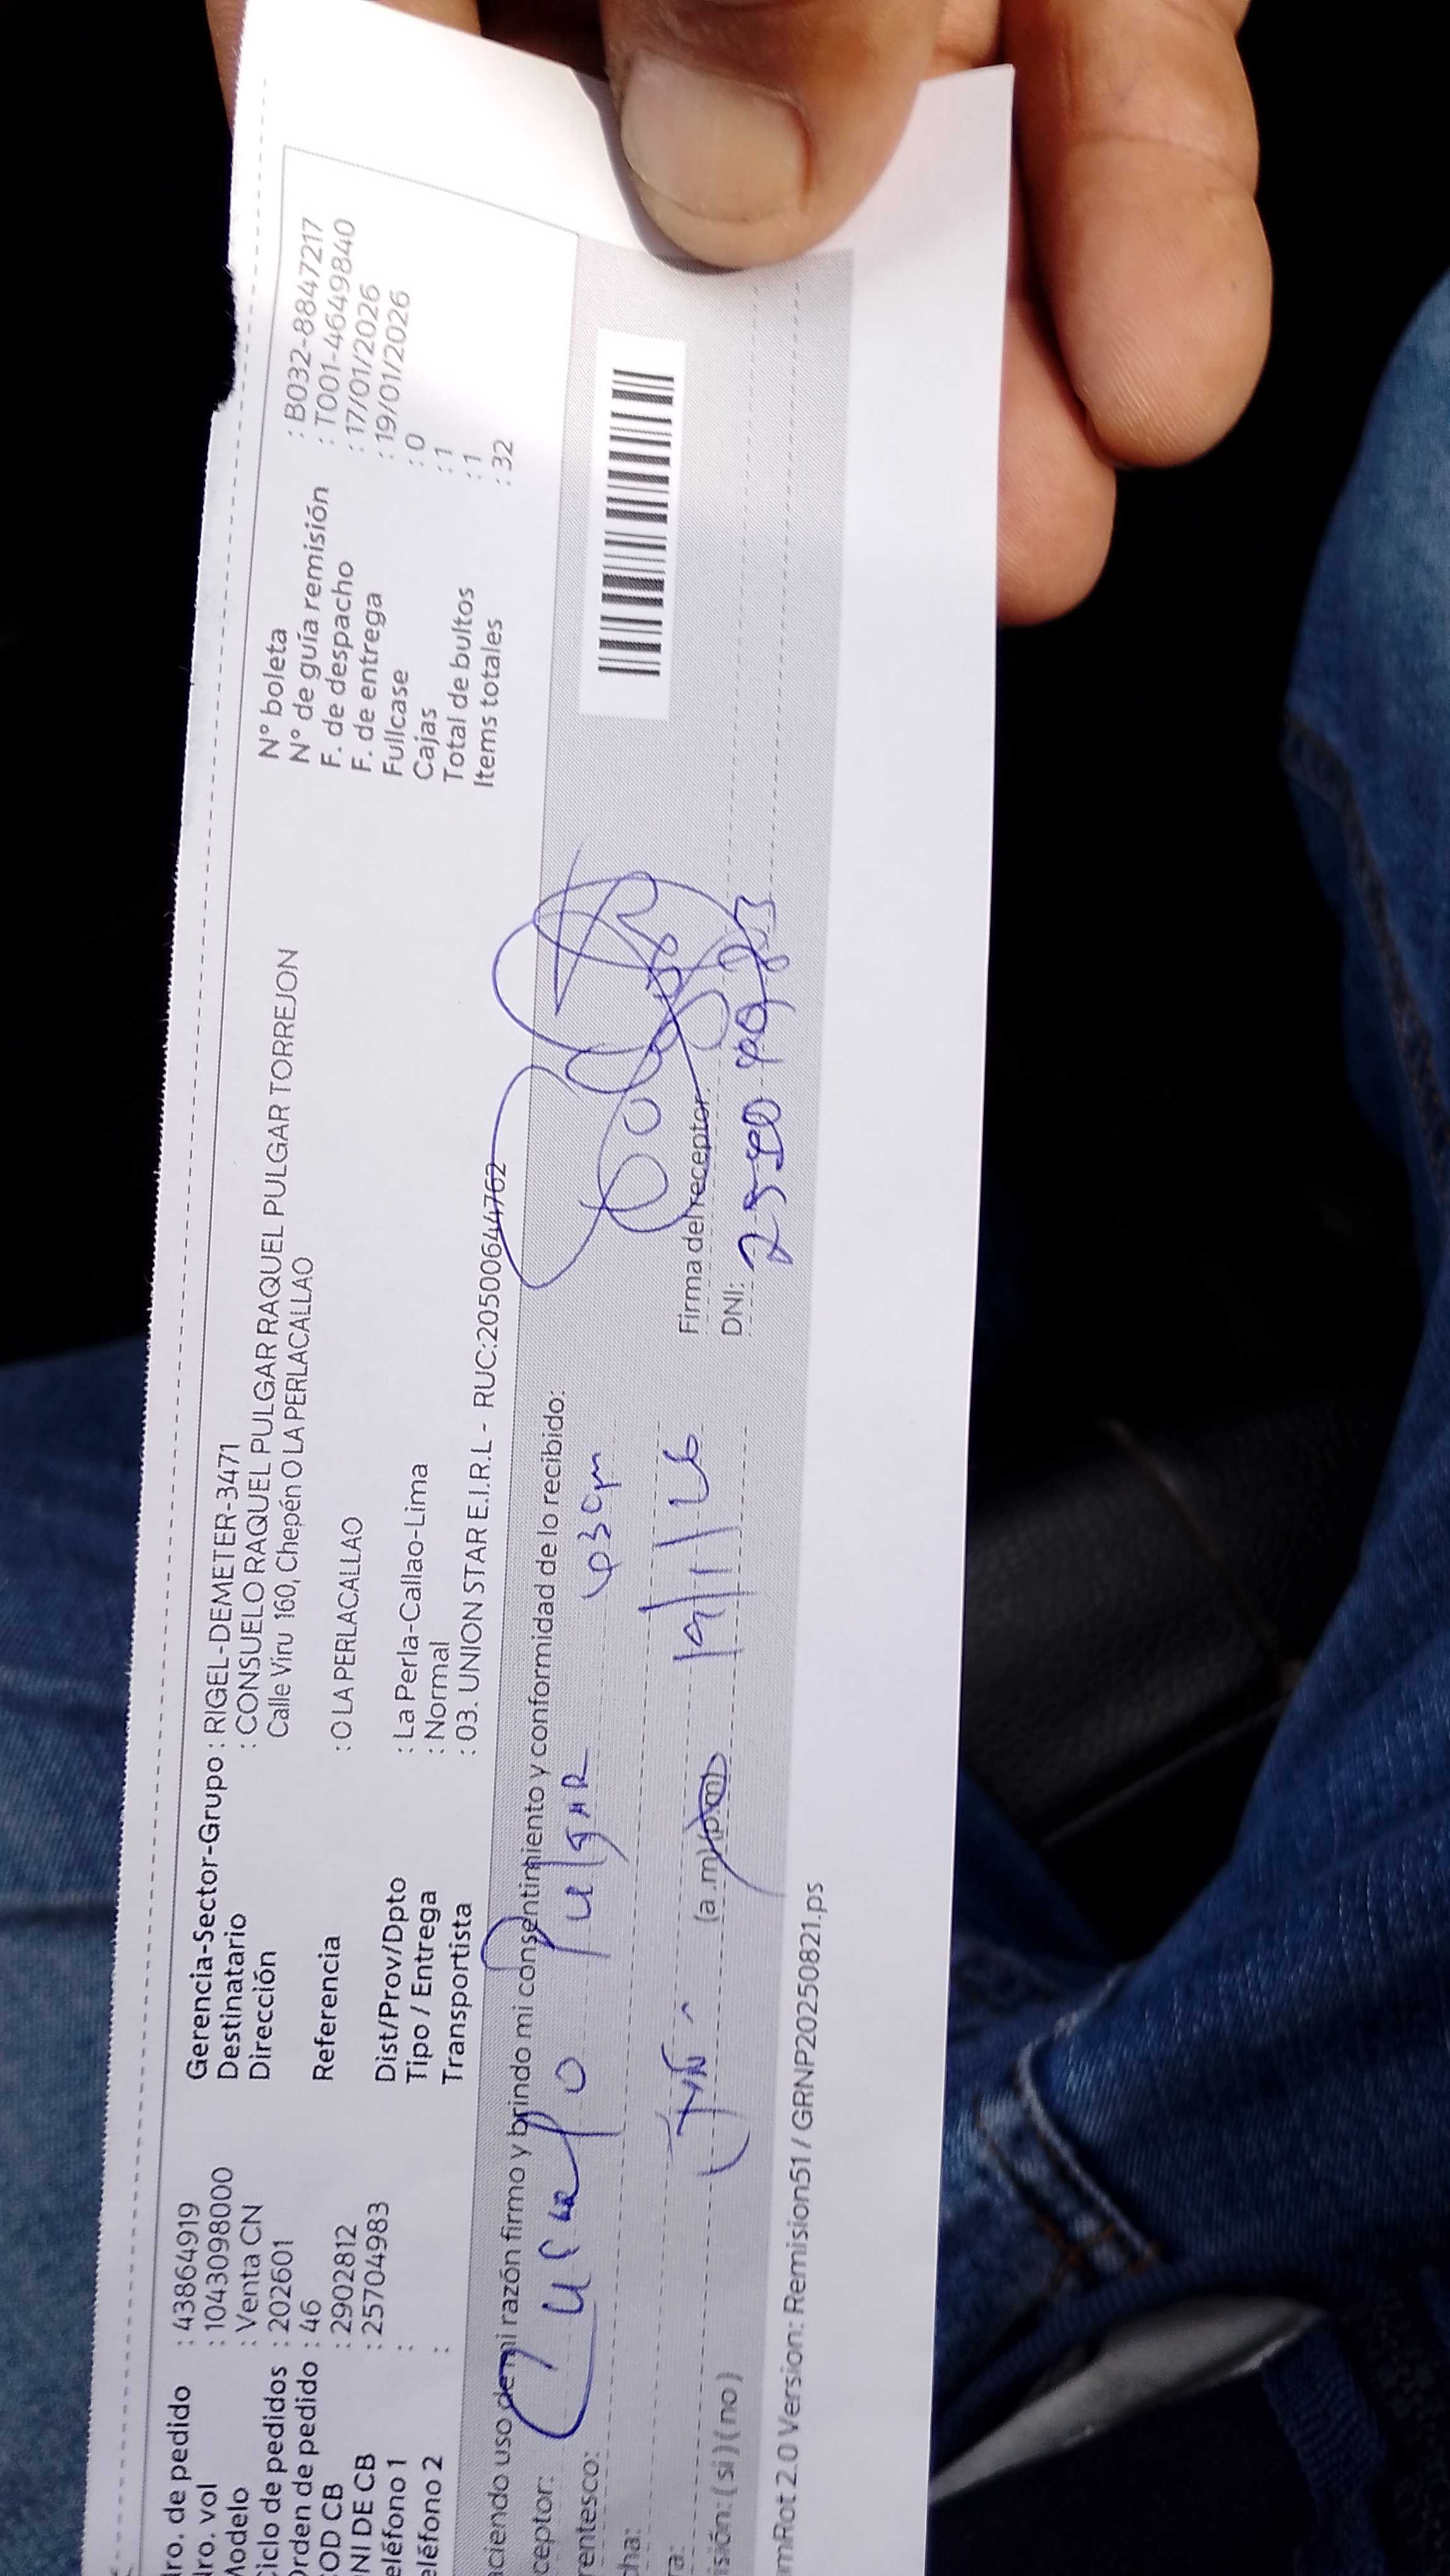 ro. de pedido : 43864919
ro. vol : 1043098000
Modelo : Venta CN
iclo de pedidos : 202601
rden de pedido : 46
OD CB : 2902812
NI DE CB : 25704983
eléfono 1 :
eléfono 2 :
Gerencia-Sector-Grupo : RIGEL-DEMETER-3471
Destinatario : CONSUELO RAQUEL PULGAR RAQUEL PULGAR TORREJON
Dirección Calle Viru 160, Chepén O LA PERLACALLAO
Referencia : O LA PERLACALLAO
Dist/Prov/Dpto : La Perla-Callao-Lima
Tipo / Entrega : Normal
Transportista : 03. UNION STAR E.I.R.L - RUC:20500644762
N° boleta : B032-8847217
N° de guía remisión : T001-4649840
F. de despacho : 17/01/2026
F. de entrega : 19/01/2026
Fullcase : 0
Cajas : 1
Total de bultos : 1
Items totales : 32
aciendo uso de mi razón firmo y brindo mi consentimiento y conformidad de lo recibido:
ceptor: Pulgar
rentesco:
cha: 19/1/26
ra: (a.m) (p.m)
isión: ( si ) ( no )
Firma del receptor
DNI:
mRot 2.0 Version: Remision51 / GRNP20250821.ps